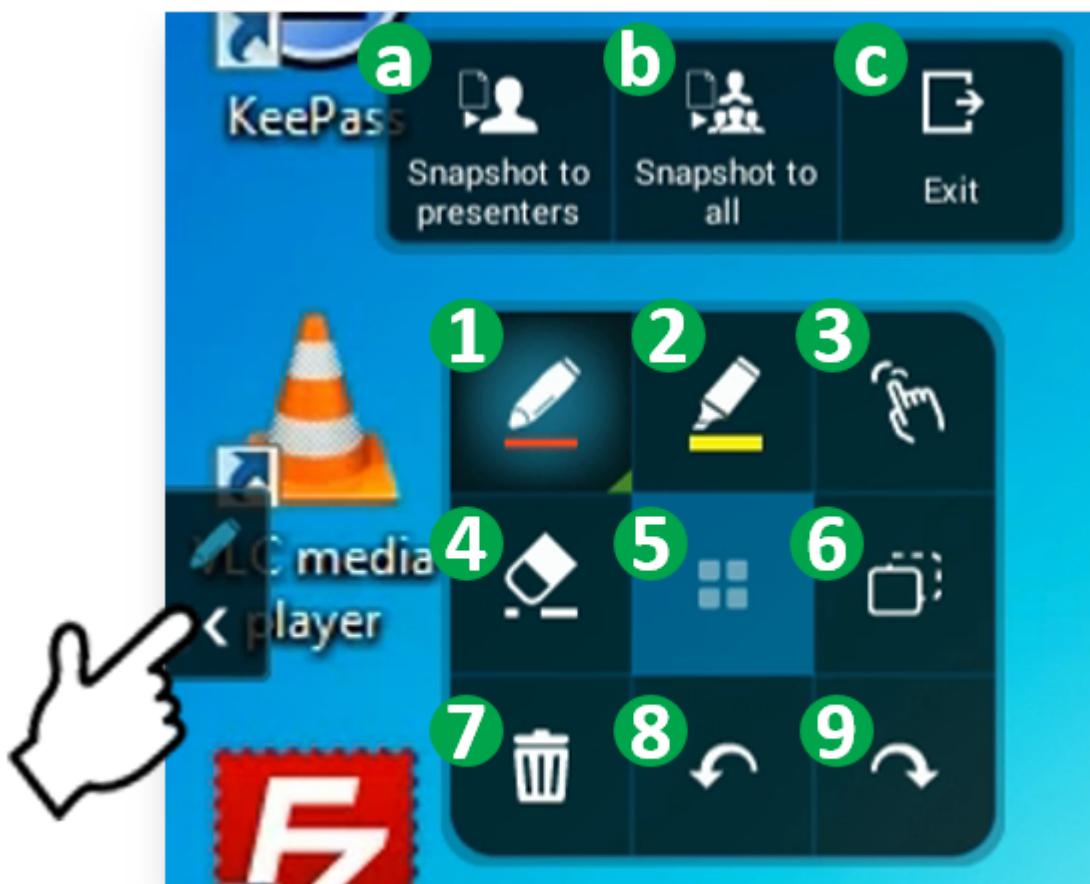 a
b
c
KeePass
Snapshot to
presenters
Snapshot to
all
Exit
1
2
3
VLC media
player
4
5
6
7
8
9
FZ